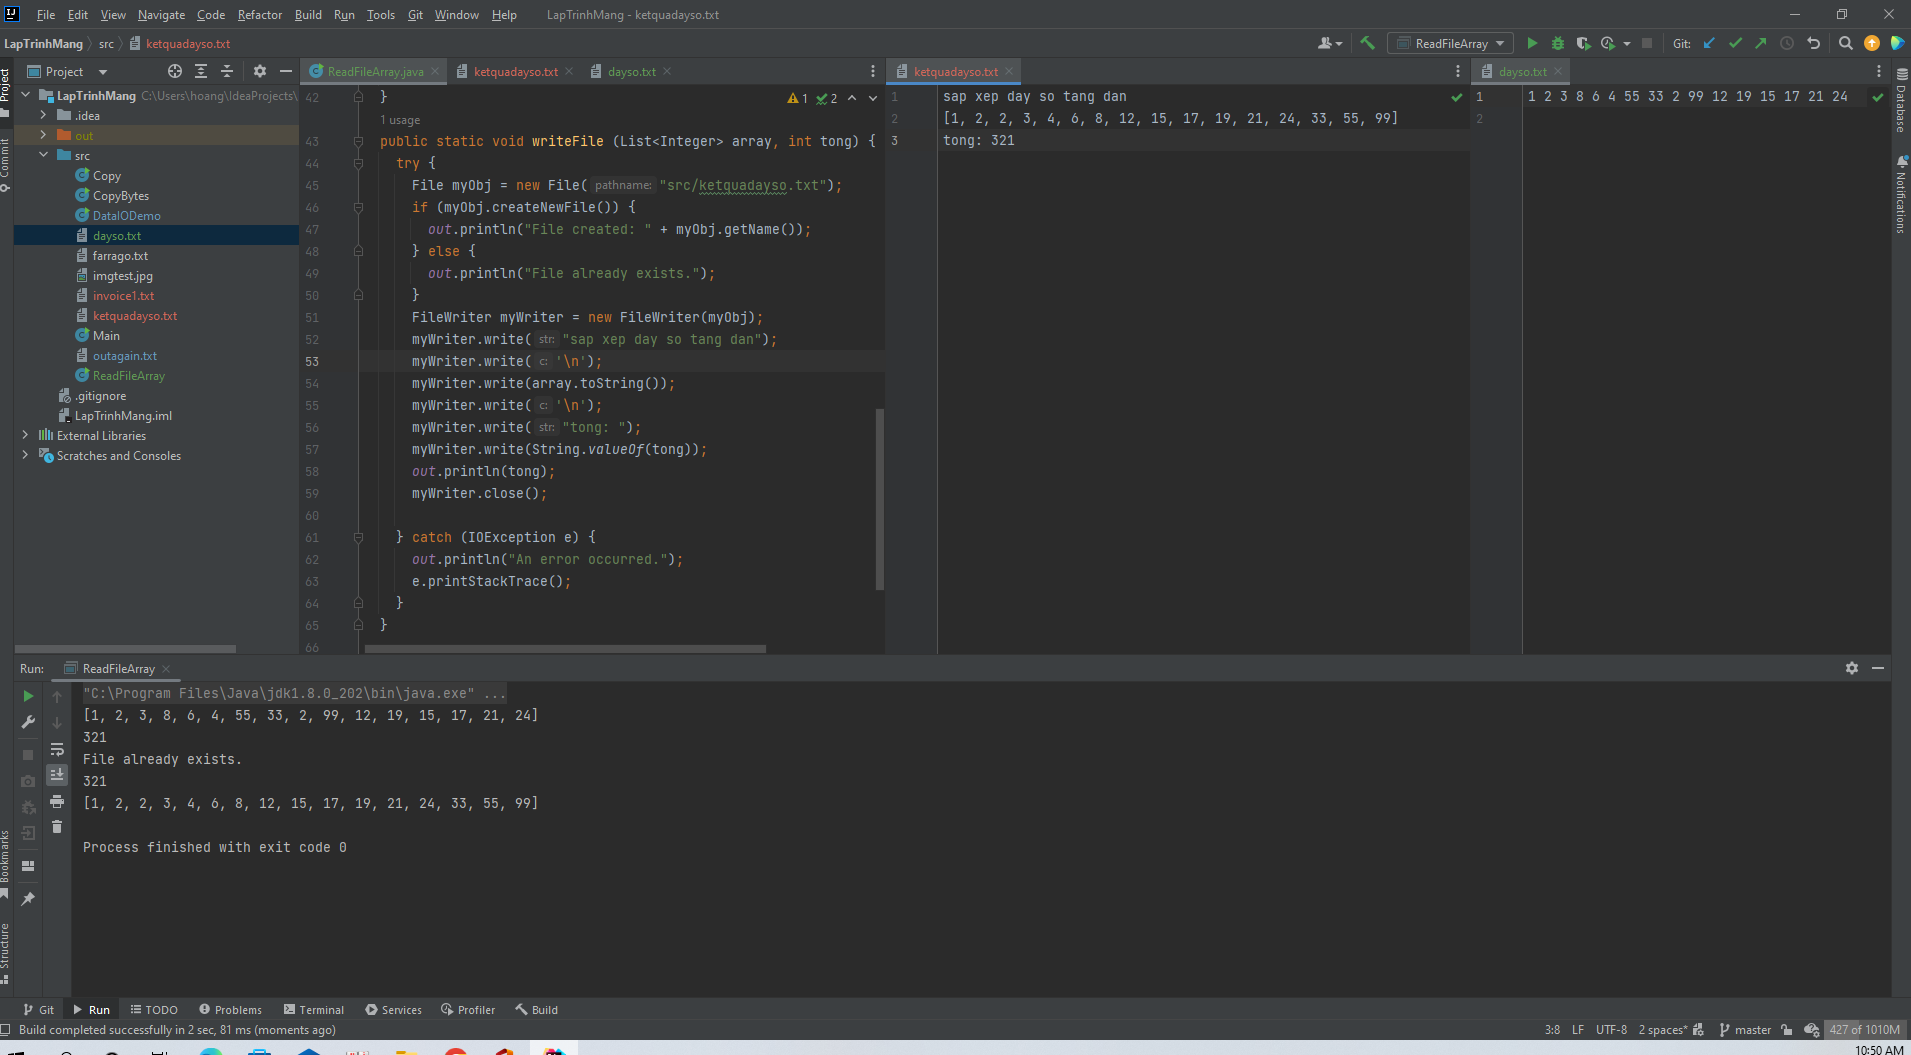 File Edit View Navigate Code Refactor Build Run Tools Git Window Help LapTrinhMang - ketquadayso.txt
LapTrinhMang src ketquadayso.txt
ReadFileArray Git:
Project
ReadFileArray.java ketquadayso.txt dayso.txt
ketquadayso.txt
dayso.txt
Project
Commit
LapTrinhMang C:\Users\hoang\IdeaProjects\
.idea
out
src
Copy
CopyBytes
DataIODemo
dayso.txt
farrago.txt
imgtest.jpg
invoice1.txt
ketquadayso.txt
Main
outagain.txt
ReadFileArray
.gitignore
LapTrinhMang.iml
External Libraries
Scratches and Consoles
1 2
42 }
1 usage
43 public static void writeFile (List<Integer> array, int tong) {
44 try {
45 File myObj = new File( pathname: "src/ketquadayso.txt");
46 if (myObj.createNewFile()) {
47 out.println("File created: " + myObj.getName());
48 } else {
49 out.println("File already exists.");
50 }
51 FileWriter myWriter = new FileWriter(myObj);
52 myWriter.write( str: "sap xep day so tang dan");
53 myWriter.write( c: '\n');
54 myWriter.write(array.toString());
55 myWriter.write( c: '\n');
56 myWriter.write( str: "tong: ");
57 myWriter.write(String.valueOf(tong));
58 out.println(tong);
59 myWriter.close();
60
61 } catch (IOException e) {
62 out.println("An error occurred.");
63 e.printStackTrace();
64 }
65 }
66
1 sap xep day so tang dan
2 [1, 2, 2, 3, 4, 6, 8, 12, 15, 17, 19, 21, 24, 33, 55, 99]
3 tong: 321
1 1 2 3 8 6 4 55 33 2 99 12 19 15 17 21 24
2
Database
Notifications
Run: ReadFileArray
"C:\Program Files\Java\jdk1.8.0_202\bin\java.exe" ...
[1, 2, 3, 8, 6, 4, 55, 33, 2, 99, 12, 19, 15, 17, 21, 24]
321
File already exists.
321
[1, 2, 2, 3, 4, 6, 8, 12, 15, 17, 19, 21, 24, 33, 55, 99]
Process finished with exit code 0
Bookmarks
Structure
Git Run TODO Problems Terminal Services Profiler Build
Build completed successfully in 2 sec, 81 ms (moments ago) 3:8 LF UTF-8 2 spaces* master 427 of 1010M
10:50 AM